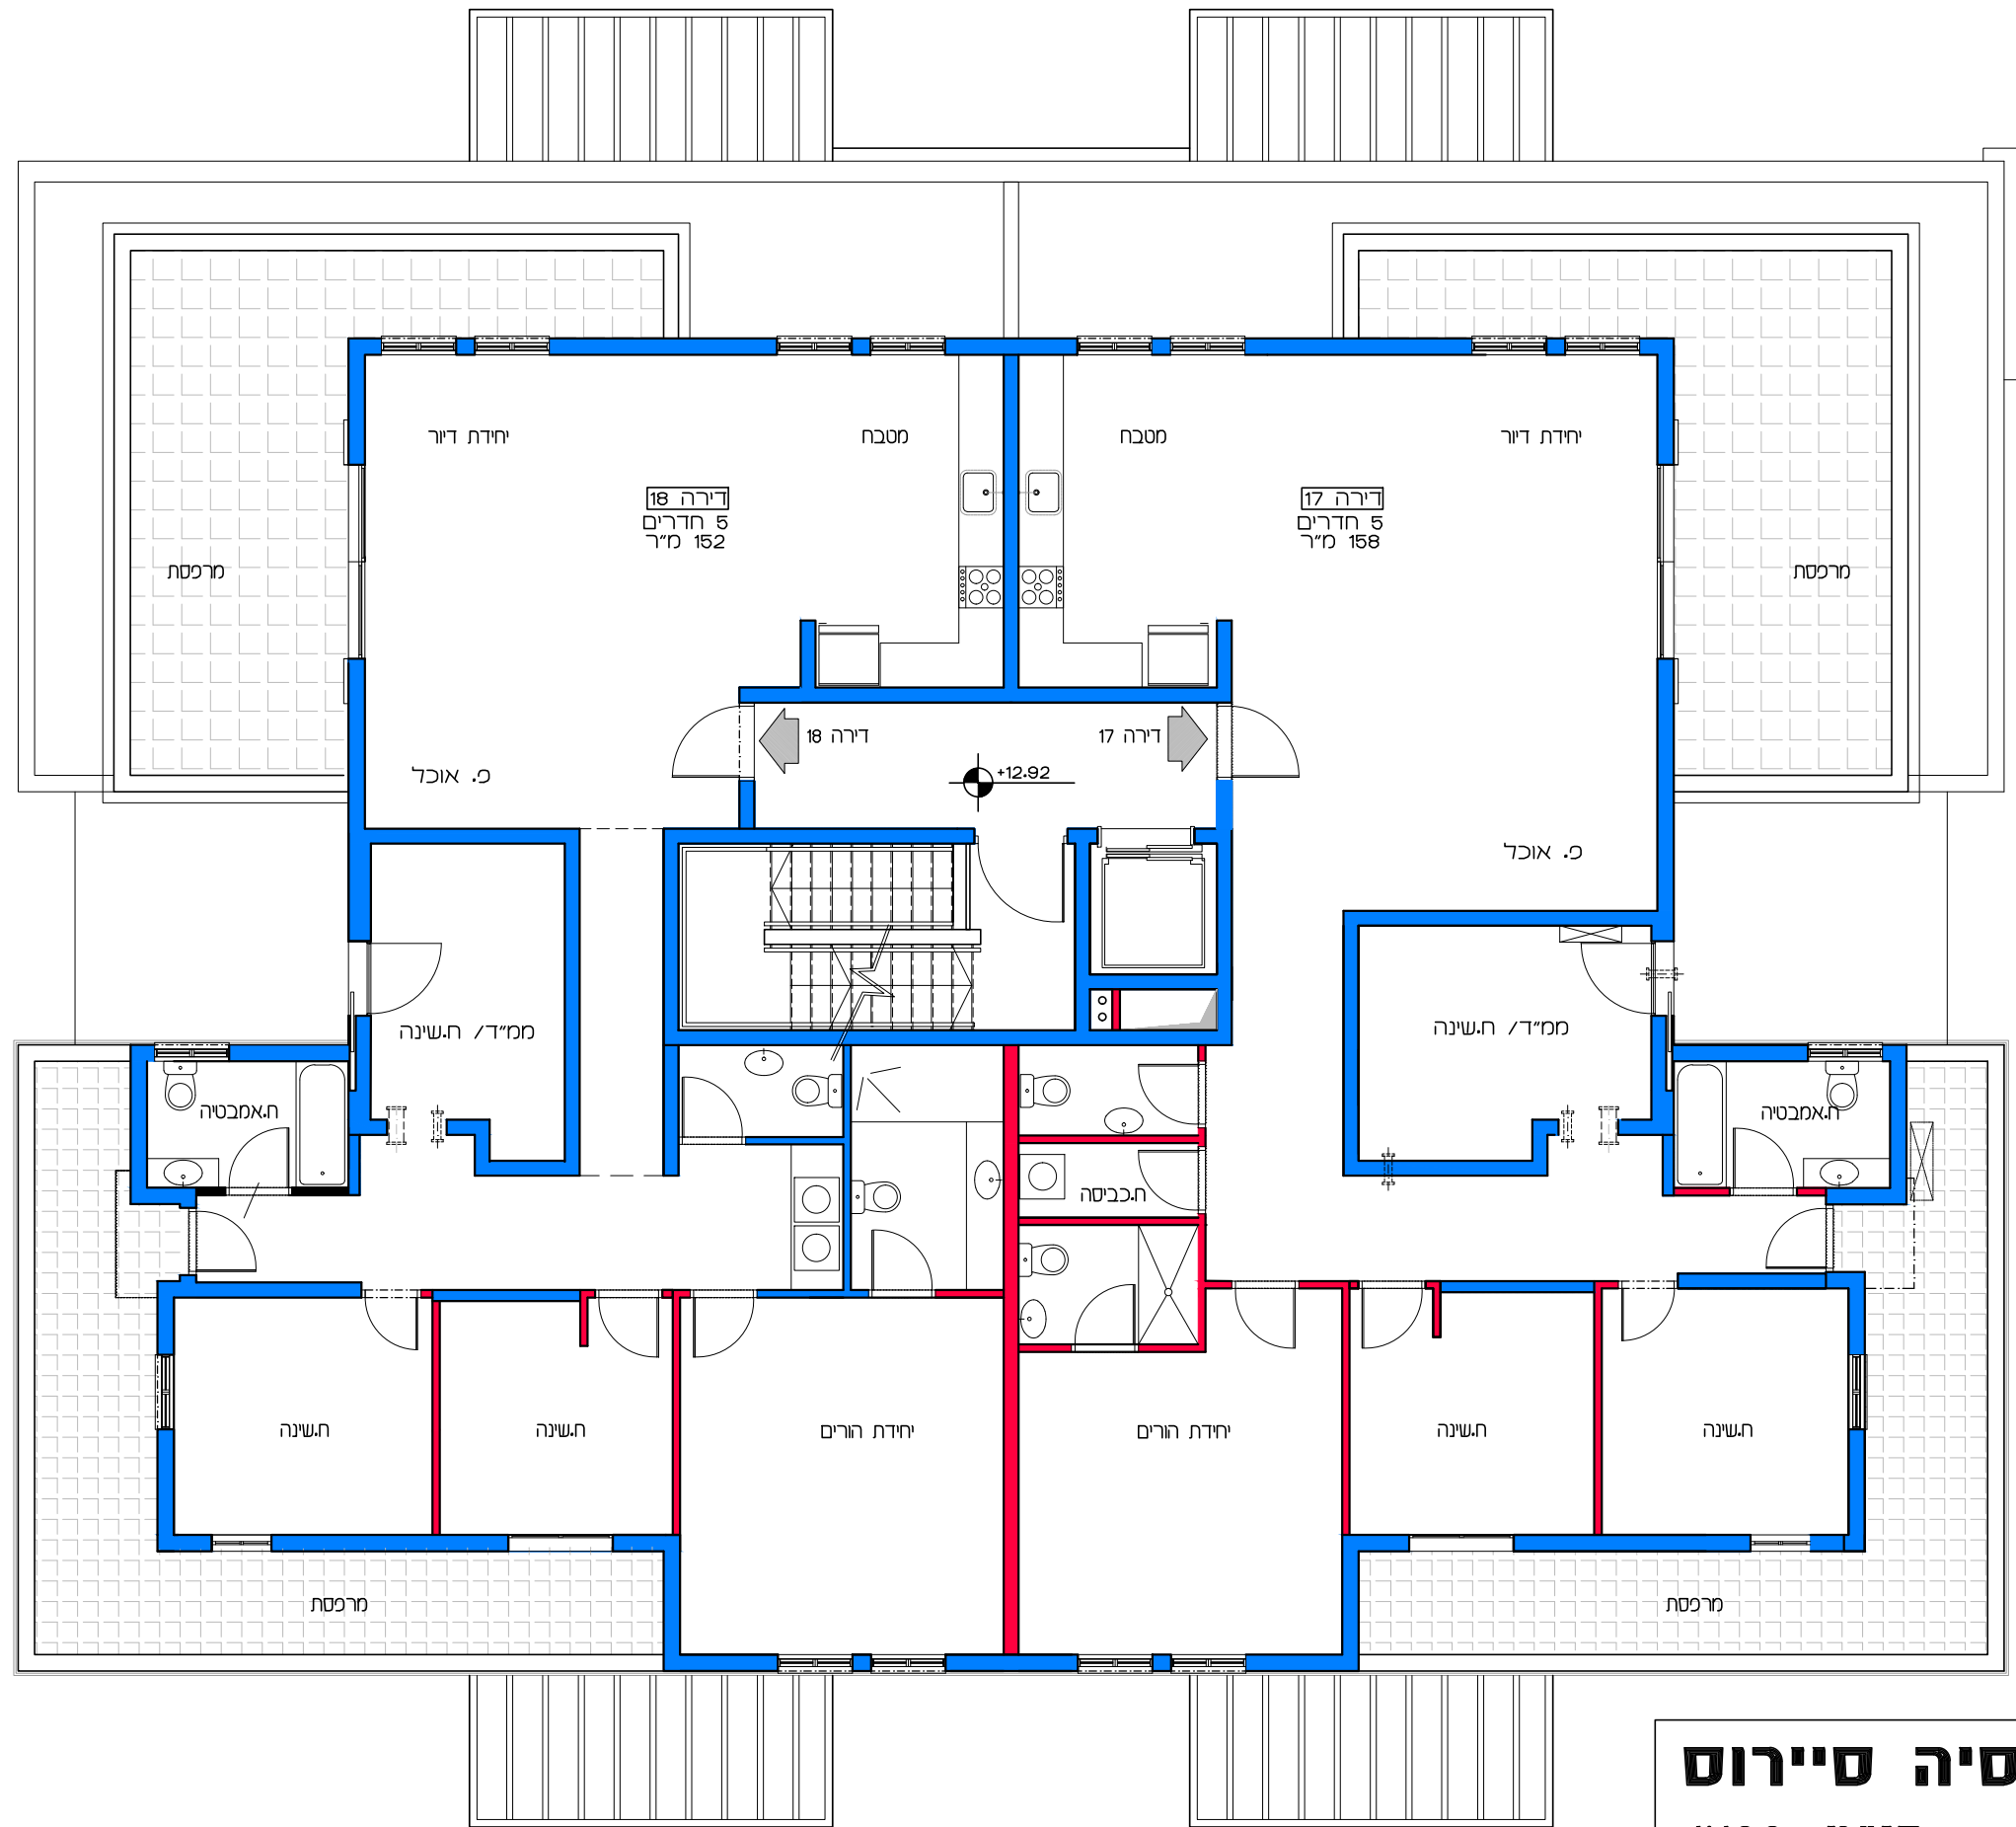 יחידת דיור
מטבח
מטבח
יחידת דיור
דירה 18
5 חדרים
152 מ"ר
דירה 17
5 חדרים
158 מ"ר
מרפסת
מרפסת
דירה 18
דירה 17
+12.92
פ. אוכל
פ. אוכל
ממ"ד/ ח.שינה
ממ"ד/ ח.שינה
ח.אמבטיה
ח.אמבטיה
ח.כביסה
ח.שינה
ח.שינה
יחידת הורים
יחידת הורים
ח.שינה
ח.שינה
מרפסת
מרפסת
סיירוס